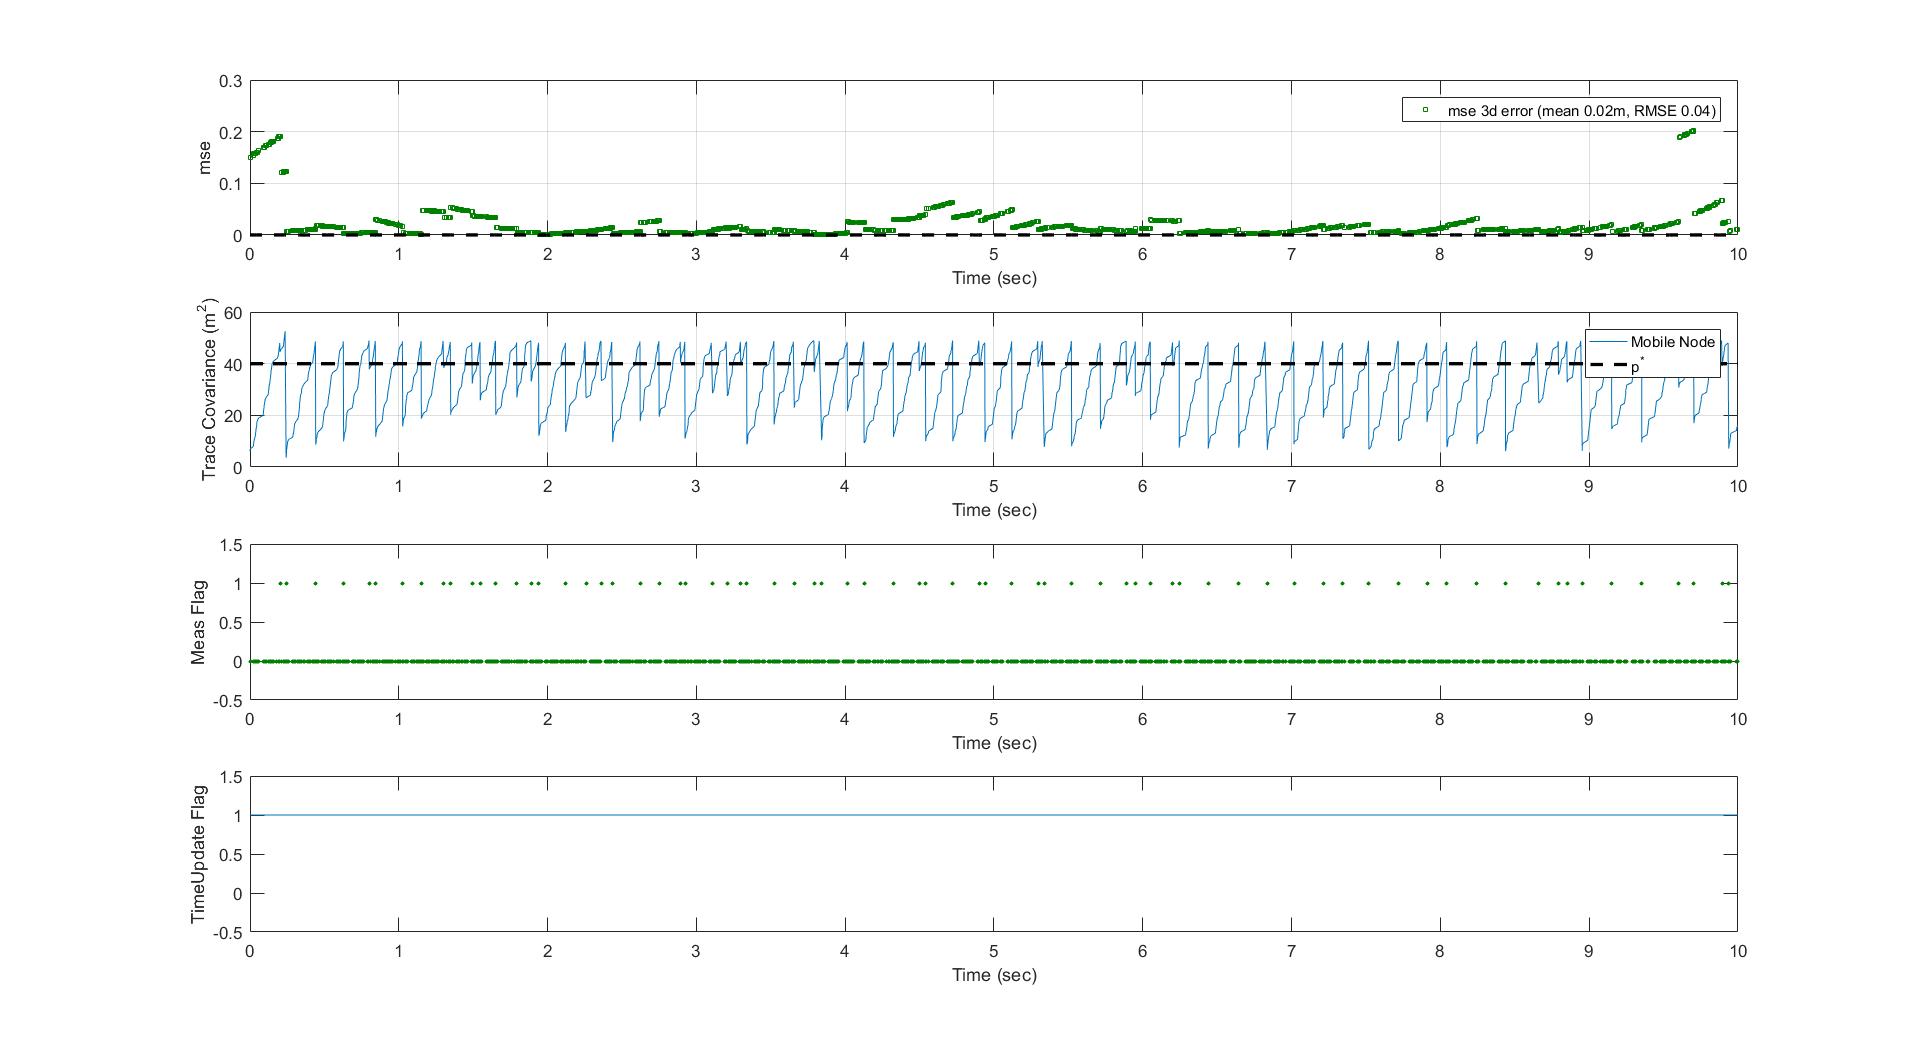 0.3
0.2
0.1
0
mse
mse 3d error (mean 0.02m, RMSE 0.04)
0 1 2 3 4 5 6 7 8 9 10
Time (sec)
60
40
20
0
Trace Covariance (m²)
Mobile Node
p*
0 1 2 3 4 5 6 7 8 9 10
Time (sec)
1.5
1
0.5
0
-0.5
Meas Flag
0 1 2 3 4 5 6 7 8 9 10
Time (sec)
1.5
1
0.5
0
-0.5
TimeUpdate Flag
0 1 2 3 4 5 6 7 8 9 10
Time (sec)